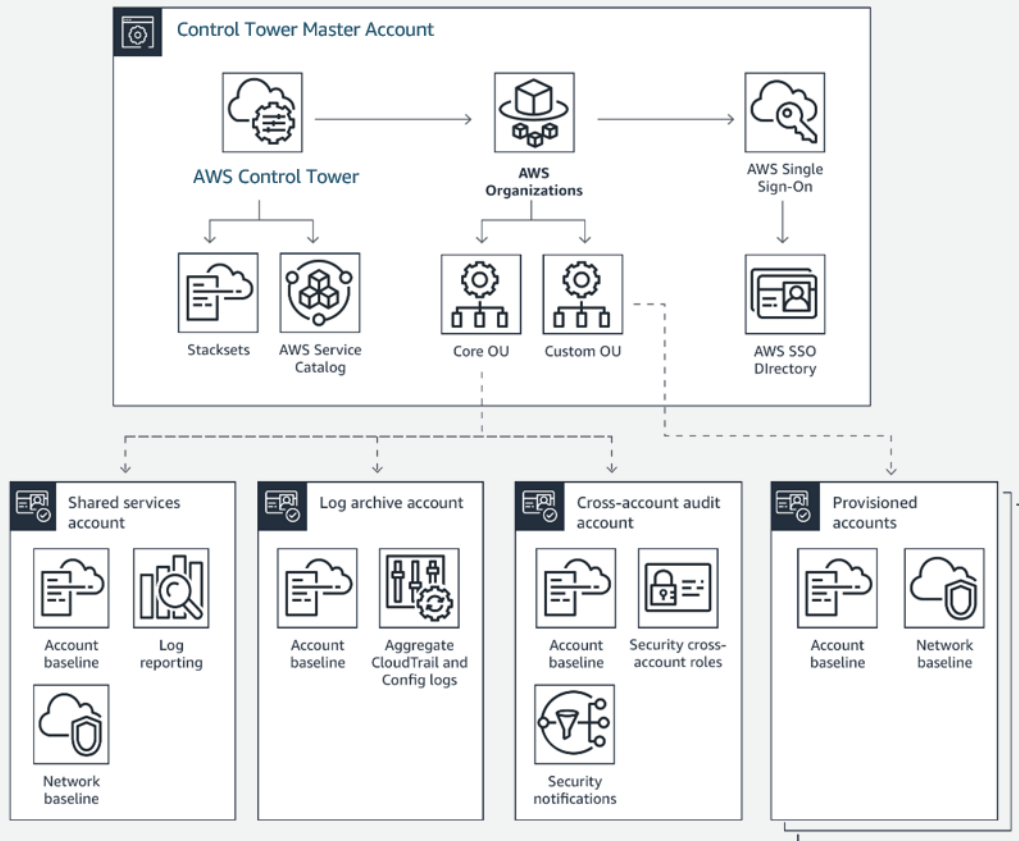 Control Tower Master Account
AWS Control Tower
AWS
Organizations
AWS Single
Sign-On
Stacksets
AWS Service
Catalog
Core OU
Custom OU
AWS SSO
DIrectory
Shared services
account
Account
baseline
Log
reporting
Network
baseline
Log archive account
Account
baseline
Aggregate
CloudTrail and
Config logs
Cross-account audit
account
Account
baseline
Security cross-
account roles
Security
notifications
Provisioned
accounts
Account
baseline
Network
baseline